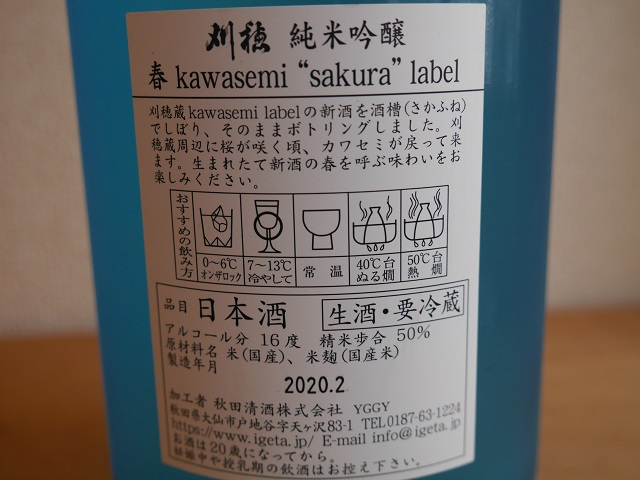 刈穂 純米吟醸
春 kawasemi “sakura” label
刈穂蔵kawasemi labelの新酒を酒槽(さかふね)
でしぼり、そのままボトリングしました。刈
穂蔵周辺に桜が咲く頃、カワセミが戻って来
ます。生まれたて新酒の春を呼ぶ味わいをお
楽しみください。
おすすめの飲み方
0～6℃ オンザロック
7～13℃ 冷やして
常温
40℃台 ぬる燗
50℃台 熱燗
品目 日本酒 生酒・要冷蔵
アルコール分 16度 精米歩合 50%
原材料名 米(国産)、米麹(国産米)
製造年月
2020.2
加工者 秋田清酒株式会社 YGGY
秋田県大仙市戸地谷字天ヶ沢83-1 TEL0187-63-1224
https://www.igeta.jp/ E-mail info@igeta.jp
お酒は20歳になってから。
妊娠中や授乳期の飲酒はお控え下さい。